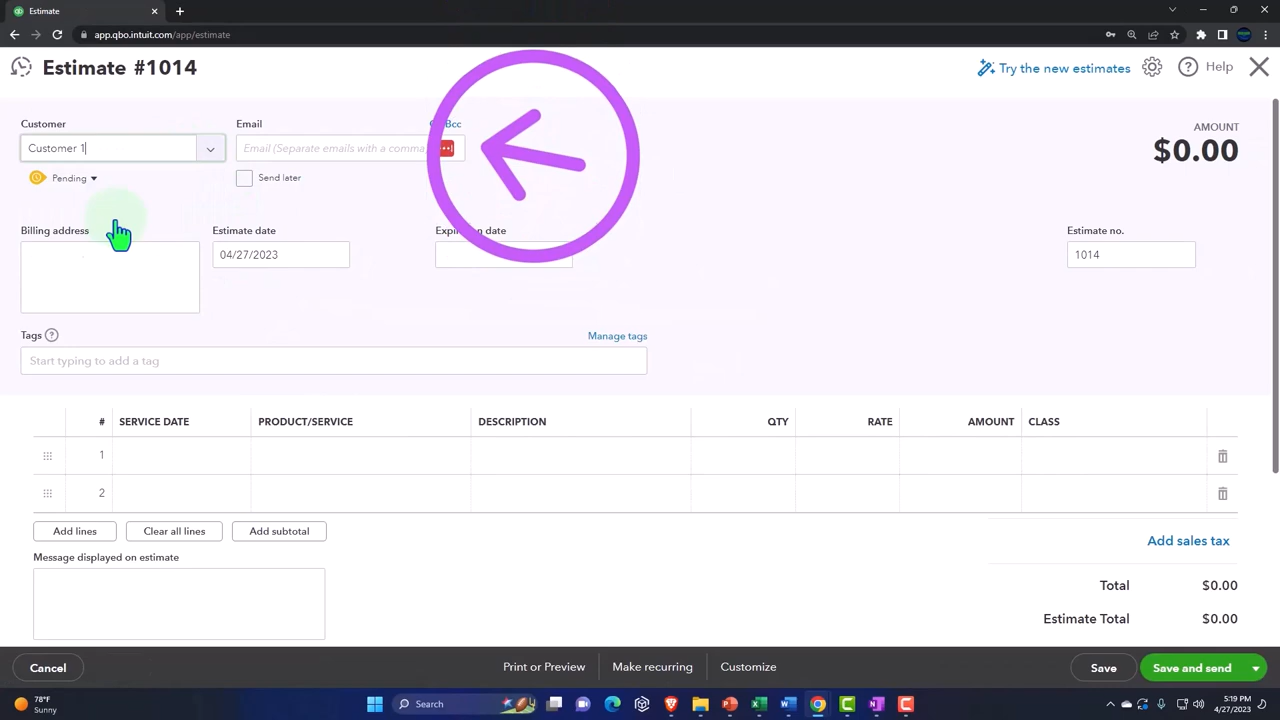 Estimate
app.qbo.intuit.com/app/estimate
Estimate #1014
Try the new estimates
Help
Customer
Email
Bcc
AMOUNT
Customer 1
Email (Separate emails with a comma
$0.00
Pending
Send later
Billing address
Estimate date
date
Estimate no.
04/27/2023
1014
Tags
Manage tags
Start typing to add a tag
# SERVICE DATE PRODUCT/SERVICE DESCRIPTION QTY RATE AMOUNT CLASS
1
2
Add lines
Clear all lines
Add subtotal
Message displayed on estimate
Add sales tax
Total $0.00
Estimate Total $0.00
Cancel
Print or Preview
Make recurring
Customize
Save
Save and send
78°F
Sunny
Search
5:19 PM
4/27/2023